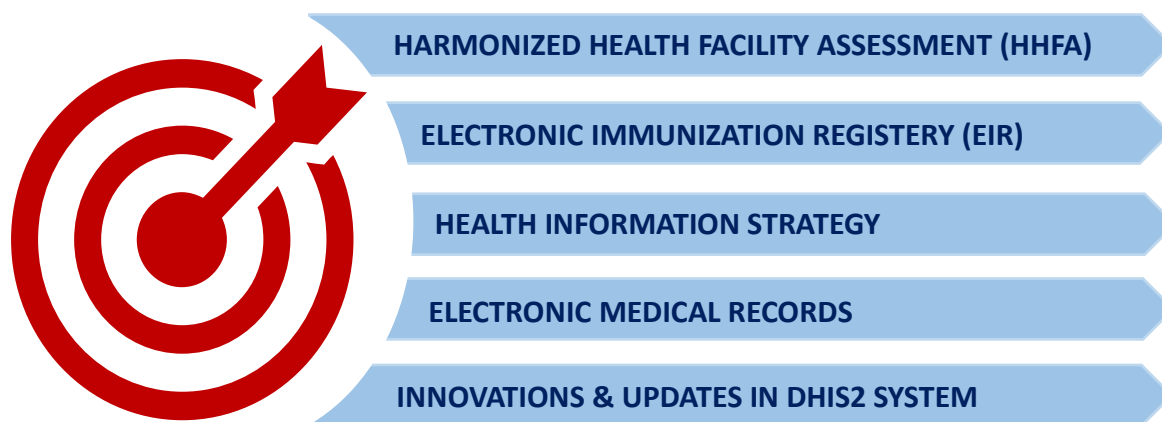 HARMONIZED HEALTH FACILITY ASSESSMENT (HHFA)
ELECTRONIC IMMUNIZATION REGISTERY (EIR)
HEALTH INFORMATION STRATEGY
ELECTRONIC MEDICAL RECORDS
INNOVATIONS & UPDATES IN DHIS2 SYSTEM